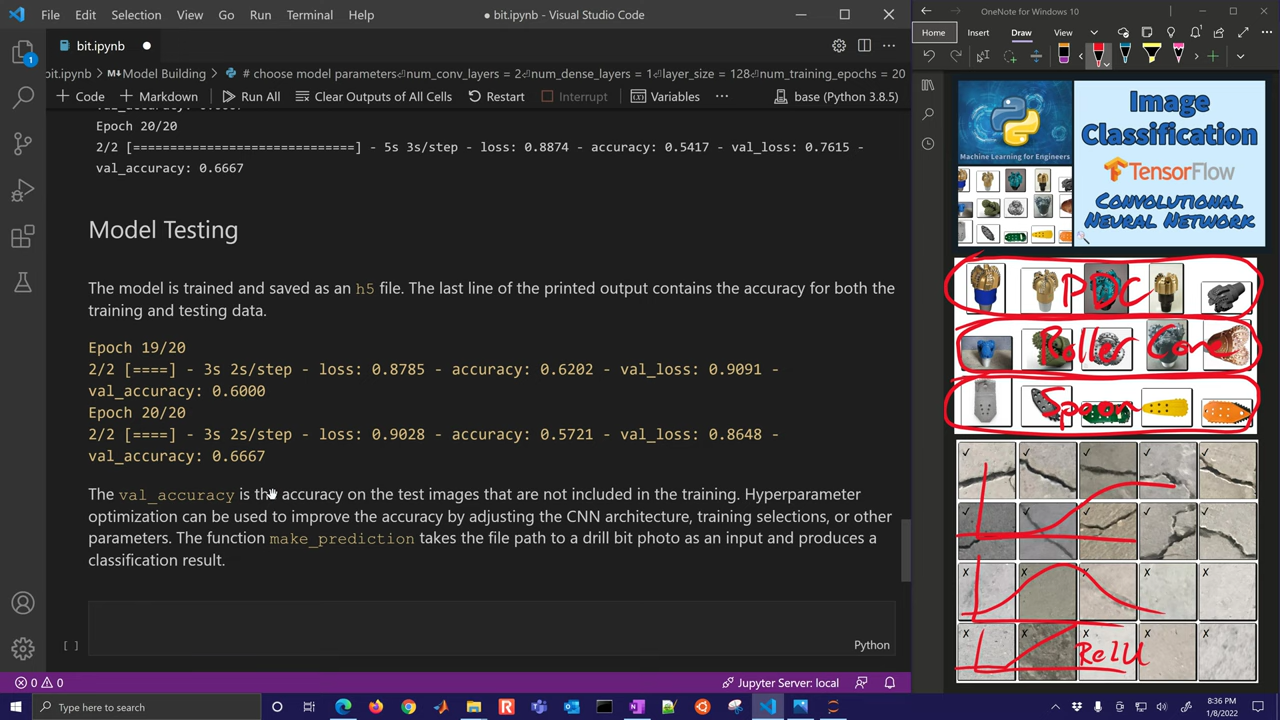 File Edit Selection View Go Run Terminal Help
● bit.ipynb - Visual Studio Code
bit.ipynb ●
bit.ipynb > M↓Model Building > # choose model parameters⏎num_conv_layers = 2⏎num_dense_layers = 1⏎layer_size = 128⏎num_training_epochs = 20
+ Code + Markdown Run All Clear Outputs of All Cells Restart Interrupt Variables ··· base (Python 3.8.5)
Epoch 20/20
2/2 [==============================] - 5s 3s/step - loss: 0.8874 - accuracy: 0.5417 - val_loss: 0.7615 -
val_accuracy: 0.6667
Model Testing
The model is trained and saved as an h5 file. The last line of the printed output contains the accuracy for both the
training and testing data.
Epoch 19/20
2/2 [====] - 3s 2s/step - loss: 0.8785 - accuracy: 0.6202 - val_loss: 0.9091 -
val_accuracy: 0.6000
Epoch 20/20
2/2 [====] - 3s 2s/step - loss: 0.9028 - accuracy: 0.5721 - val_loss: 0.8648 -
val_accuracy: 0.6667
The val_accuracy is the accuracy on the test images that are not included in the training. Hyperparameter
optimization can be used to improve the accuracy by adjusting the CNN architecture, training selections, or other
parameters. The function make_prediction takes the file path to a drill bit photo as an input and produces a
classification result.
[ ] Python
1
0 0 Jupyter Server: local
OneNote for Windows 10
Home Insert Draw View
Machine Learning for Engineers
Image
Classification
TensorFlow
Convolutional
Neural Network
PDC
Roller Cone
Spoon
ReLU
Type here to search
8:36 PM
1/8/2022